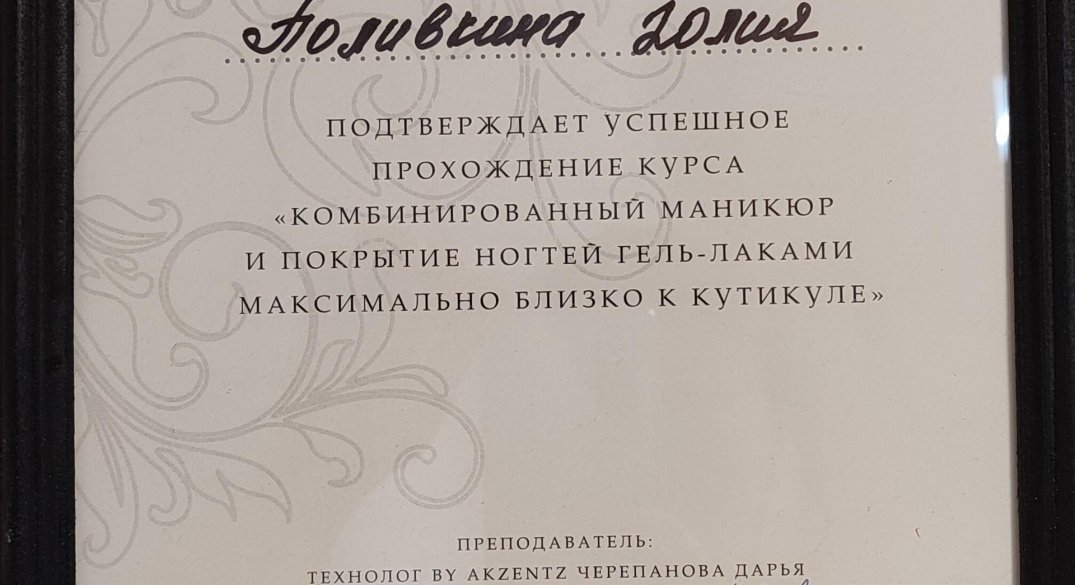 Поливкина Юлия
ПОДТВЕРЖДАЕТ УСПЕШНОЕ
ПРОХОЖДЕНИЕ КУРСА
«КОМБИНИРОВАННЫЙ МАНИКЮР
И ПОКРЫТИЕ НОГТЕЙ ГЕЛЬ-ЛАКАМИ
МАКСИМАЛЬНО БЛИЗКО К КУТИКУЛЕ»
ПРЕПОДАВАТЕЛЬ:
ТЕХНОЛОГ BY AKZENTZ ЧЕРЕПАНОВА ДАРЬЯ